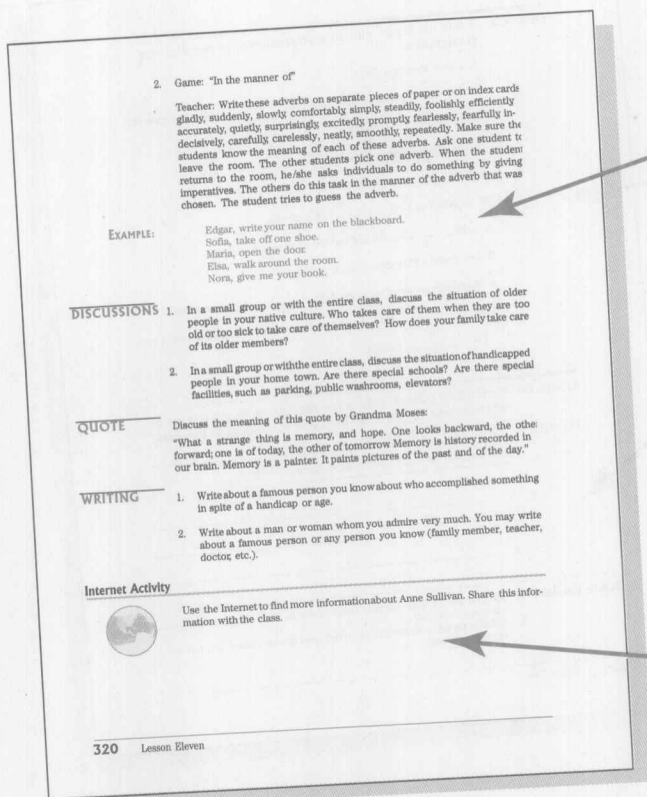 2. Game: "In the manner of"
Teacher: Write these adverbs on separate pieces of paper or on index cards
gladly, suddenly, slowly, comfortably simply, steadily, foolishly efficiently
accurately, quietly, surprisingly, excitedly, promptly fearlessly, fearfully in-
decisively, carefully, carelessly, neatly, smoothly, repeatedly. Make sure the
students know the meaning of each of these adverbs. Ask one student to
leave the room. The other students pick one adverb. When the student
returns to the room, he/she asks individuals to do something by giving
imperatives. The others do this task in the manner of the adverb that was
chosen. The student tries to guess the adverb.
EXAMPLE: Edgar, write your name on the blackboard.
Sofia, take off one shoe.
Maria, open the door.
Elsa, walk around the room.
Nora, give me your book.
DISCUSSIONS 1. In a small group or with the entire class, discuss the situation of older
people in your native culture. Who takes care of them when they are too
old or too sick to take care of themselves? How does your family take care
of its older members?
2. In a small group or with the entire class, discuss the situation of handicapped
people in your home town. Are there special schools? Are there special
facilities, such as parking, public washrooms, elevators?
QUOTE Discuss the meaning of this quote by Grandma Moses:
"What a strange thing is memory, and hope. One looks backward, the othe
forward; one is of today, the other of tomorrow Memory is history recorded in
our brain. Memory is a painter. It paints pictures of the past and of the day."
WRITING 1. Write about a famous person you know about who accomplished something
in spite of a handicap or age.
2. Write about a man or woman whom you admire very much. You may write
about a famous person or any person you know (family member, teacher,
doctor, etc.).
Internet Activity
Use the Internet to find more information about Anne Sullivan. Share this infor-
mation with the class.
320 Lesson Eleven